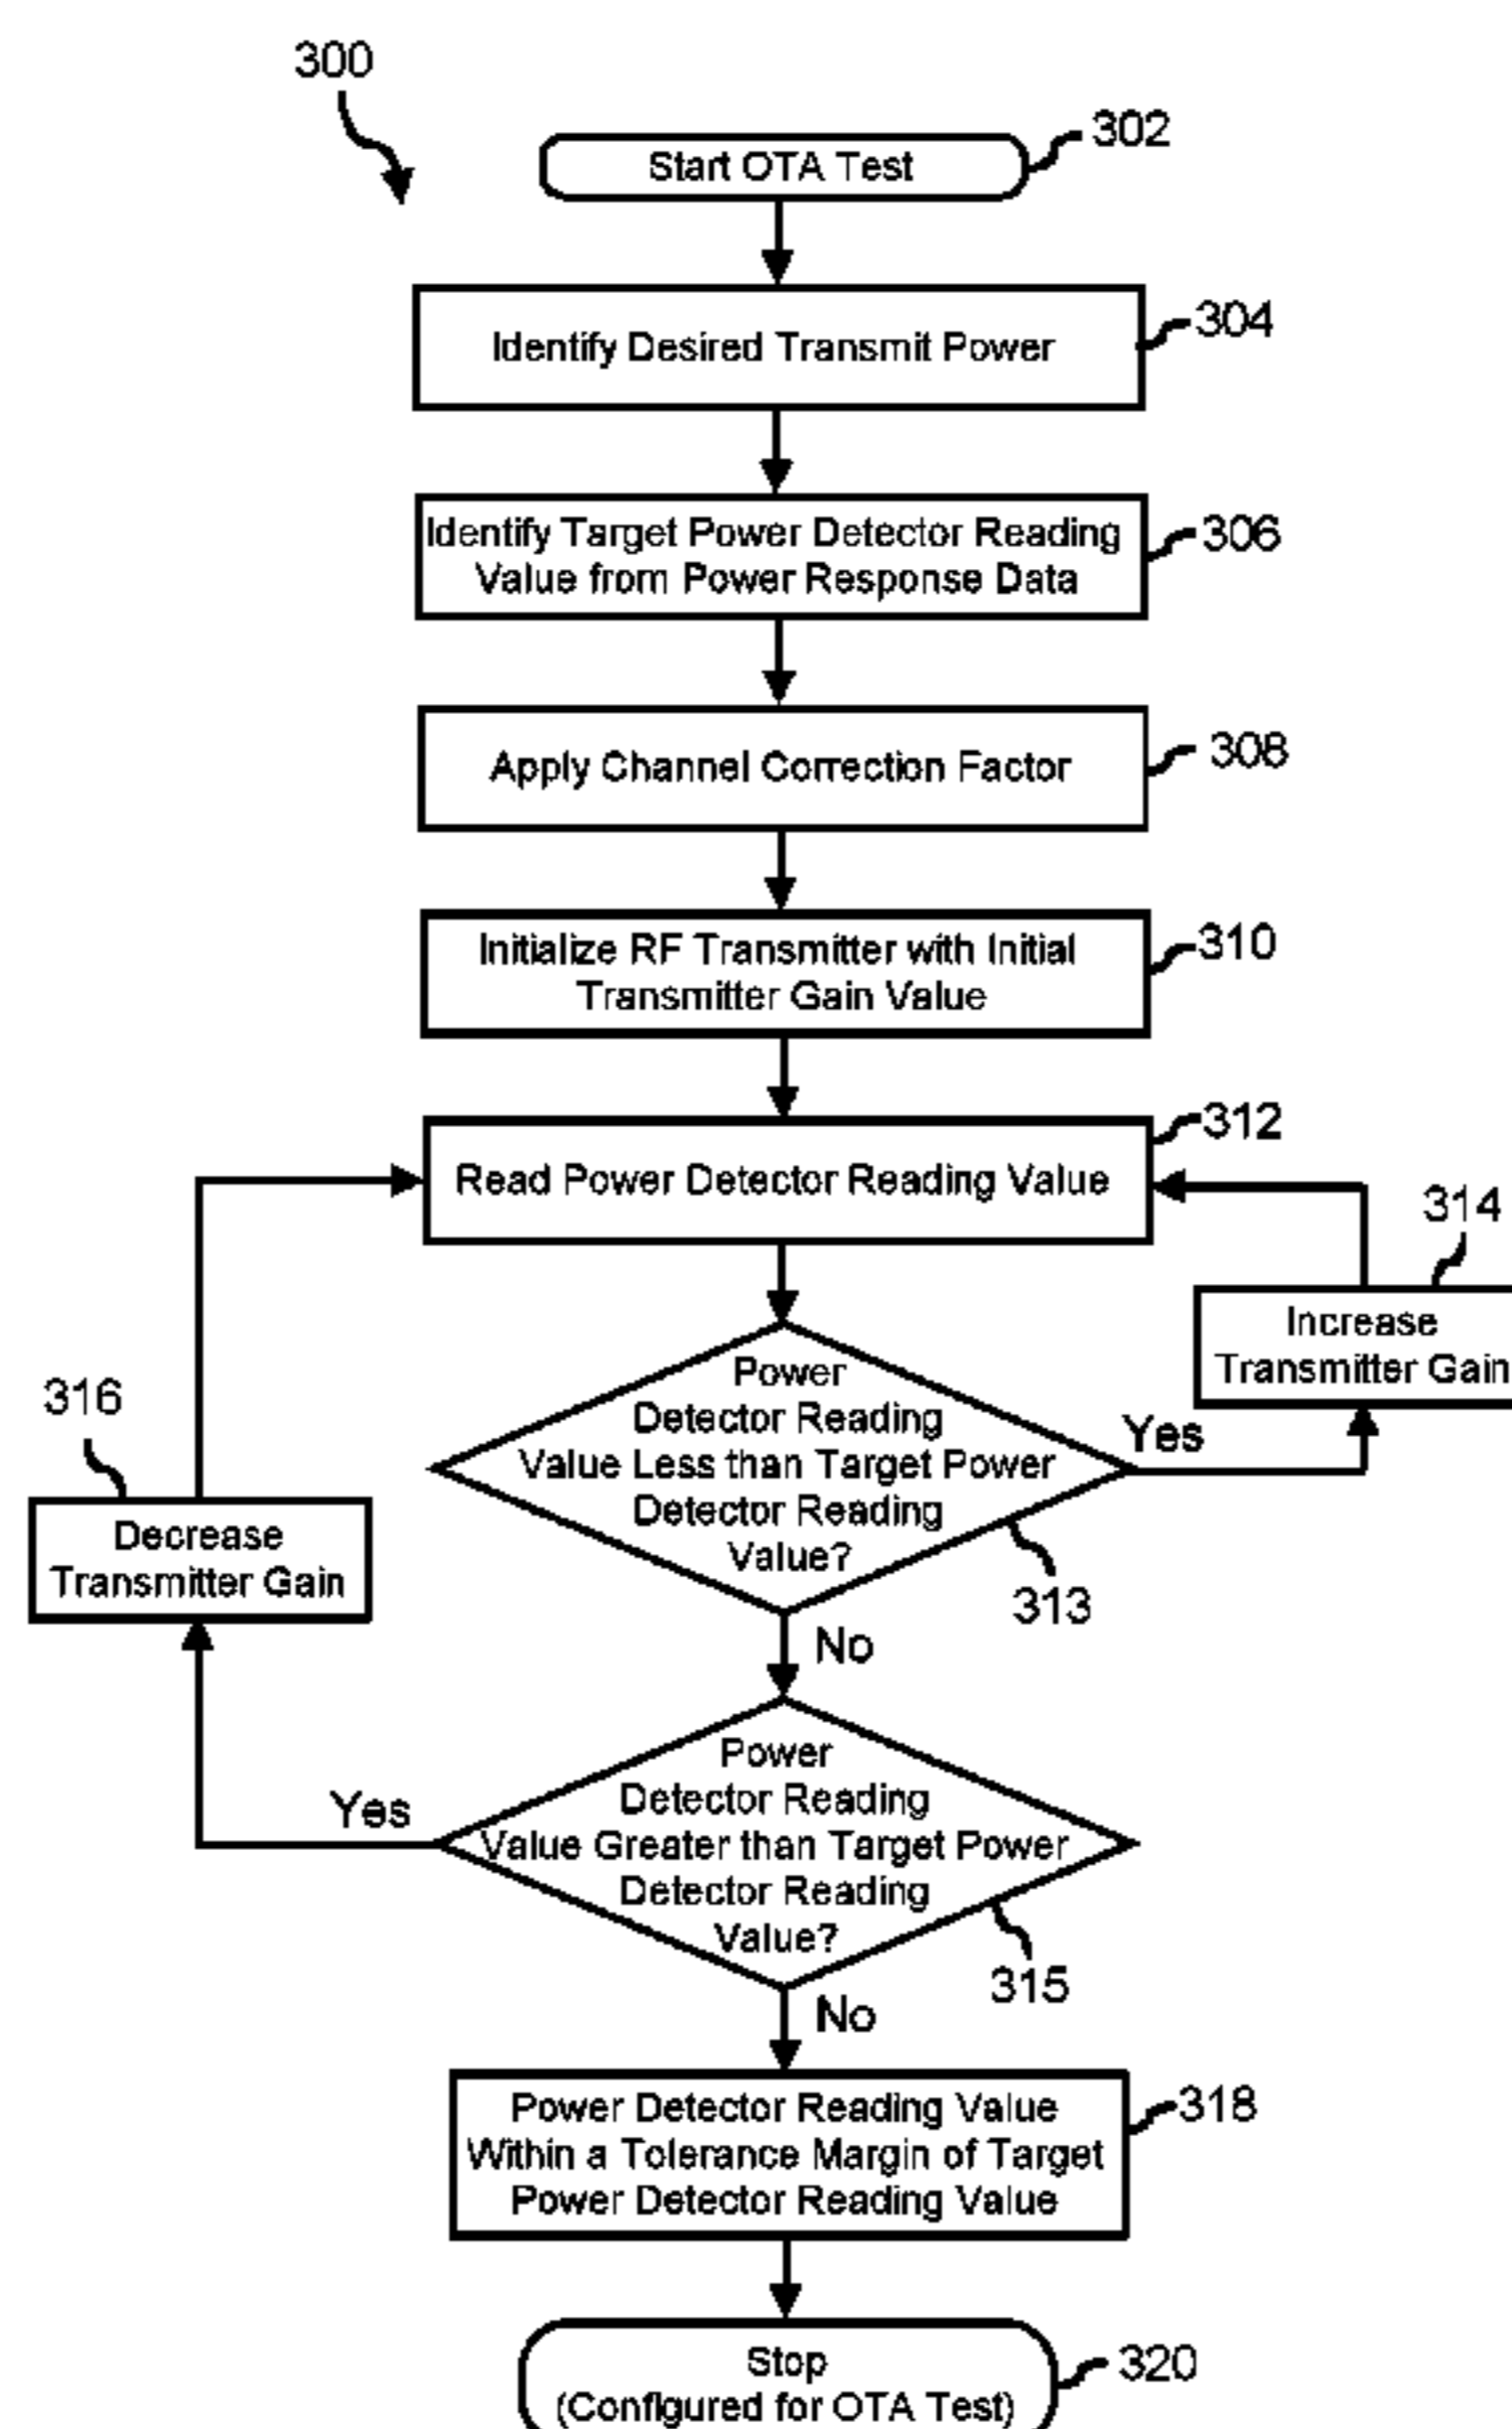 300
Start OTA Test
302
Identify Desired Transmit Power
304
Identify Target Power Detector Reading
Value from Power Response Data
306
Apply Channel Correction Factor
308
Initialize RF Transmitter with Initial
Transmitter Gain Value
310
Read Power Detector Reading Value
312
314
Increase
Transmitter Gain
Power
Detector Reading
Value Less than Target Power
Detector Reading
Value?
Yes
313
No
316
Decrease
Transmitter Gain
Power
Detector Reading
Value Greater than Target Power
Detector Reading
Value?
Yes
315
No
Power Detector Reading Value
Within a Tolerance Margin of Target
Power Detector Reading Value
318
Stop
(Configured for OTA Test)
320